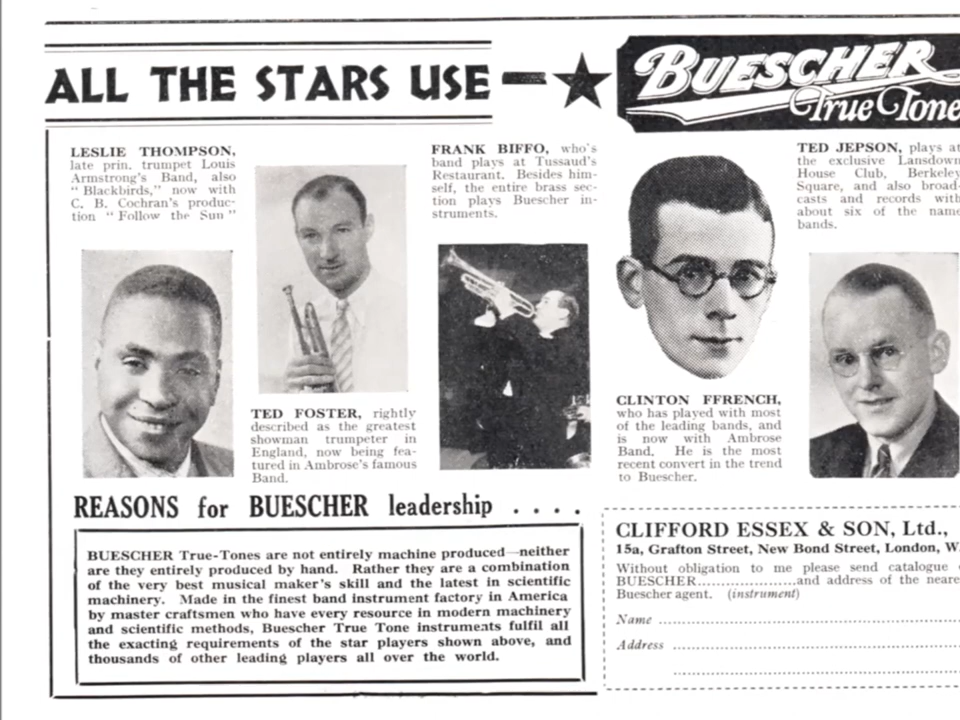 ALL THE STARS USE
BUESCHER
True Tone
LESLIE THOMPSON,
late prin. trumpet Louis
Armstrong's Band, also
" Blackbirds," now with
C. B. Cochran's produc-
tion " Follow the Sun "
TED FOSTER, rightly
described as the greatest
showman trumpeter in
England, now being fea-
tured in Ambrose's famous
Band.
FRANK BIFFO, who's
band plays at Tussaud's
Restaurant. Besides him-
self, the entire brass sec-
tion plays Buescher in-
struments.
CLINTON FFRENCH,
who has played with most
of the leading bands, and
is now with Ambrose
Band. He is the most
recent convert in the trend
to Buescher.
TED JEPSON, plays at
the exclusive Lansdown
House Club, Berkeley
Square, and also broad-
casts and records with
about six of the name
bands.
REASONS for BUESCHER leadership ....
BUESCHER True-Tones are not entirely machine produced—neither
are they entirely produced by hand. Rather they are a combination
of the very best musical maker's skill and the latest in scientific
machinery. Made in the finest band instrument factory in America
by master craftsmen who have every resource in modern machinery
and scientific methods, Buescher True Tone instruments fulfil all
the exacting requirements of the star players shown above, and
thousands of other leading players all over the world.
CLIFFORD ESSEX & SON, Ltd.,
15a, Grafton Street, New Bond Street, London, W.
Without obligation to me please send catalogue
BUESCHER....................and address of the neare
Buescher agent. (instrument)
Name
Address